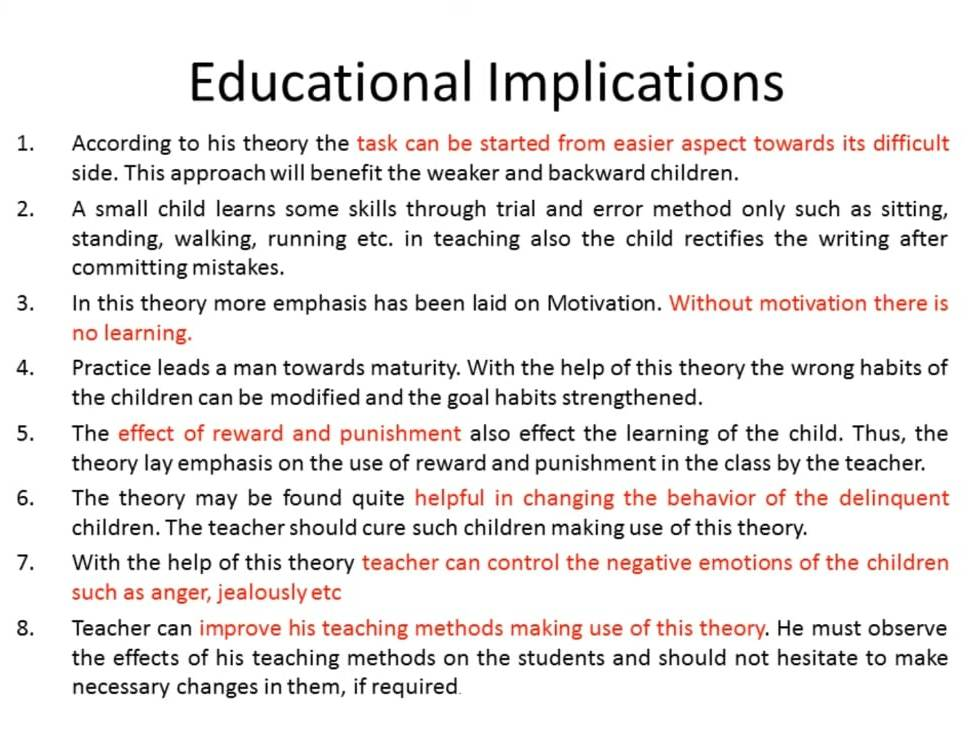 Educational Implications
1. According to his theory the task can be started from easier aspect towards its difficult
side. This approach will benefit the weaker and backward children.
2. A small child learns some skills through trial and error method only such as sitting,
standing, walking, running etc. in teaching also the child rectifies the writing after
committing mistakes.
3. In this theory more emphasis has been laid on Motivation. Without motivation there is
no learning.
4. Practice leads a man towards maturity. With the help of this theory the wrong habits of
the children can be modified and the goal habits strengthened.
5. The effect of reward and punishment also effect the learning of the child. Thus, the
theory lay emphasis on the use of reward and punishment in the class by the teacher.
6. The theory may be found quite helpful in changing the behavior of the delinquent
children. The teacher should cure such children making use of this theory.
7. With the help of this theory teacher can control the negative emotions of the children
such as anger, jealously etc
8. Teacher can improve his teaching methods making use of this theory. He must observe
the effects of his teaching methods on the students and should not hesitate to make
necessary changes in them, if required.